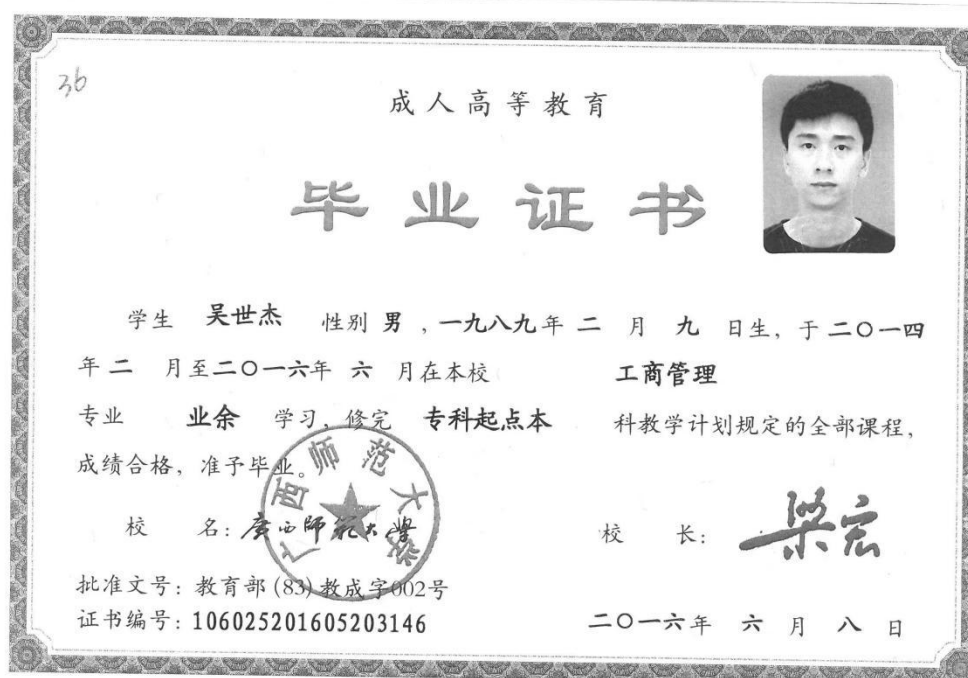 36
成人高等教育
毕业证书
学生 吴世杰 性别 男 ,一九八九年 二 月 九 日生,于二〇一四
年二 月至二〇一六年 六 月在本校 工商管理
专业 业余 学习,修完 专科起点本 科教学计划规定的全部课程,
成绩合格,准予毕业。
广西师范大学
校 名:广西师范大学 校 长: 梁宏
批准文号:教育部(83)教成字002号
证书编号:106025201605203146 二〇一六年 六 月 八 日